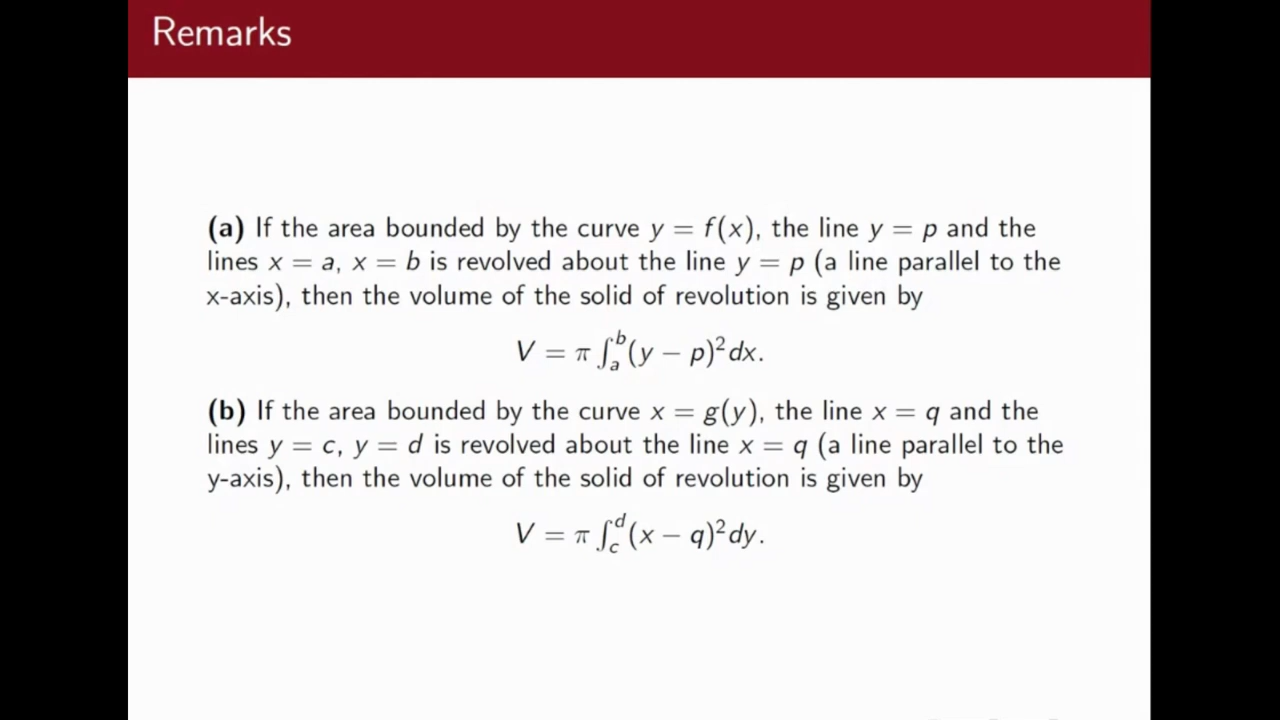 Remarks
(a) If the area bounded by the curve y = f(x), the line y = p and the
lines x = a, x = b is revolved about the line y = p (a line parallel to the
x-axis), then the volume of the solid of revolution is given by
V = π ∫_a^b (y − p)² dx.
(b) If the area bounded by the curve x = g(y), the line x = q and the
lines y = c, y = d is revolved about the line x = q (a line parallel to the
y-axis), then the volume of the solid of revolution is given by
V = π ∫_c^d (x − q)² dy.